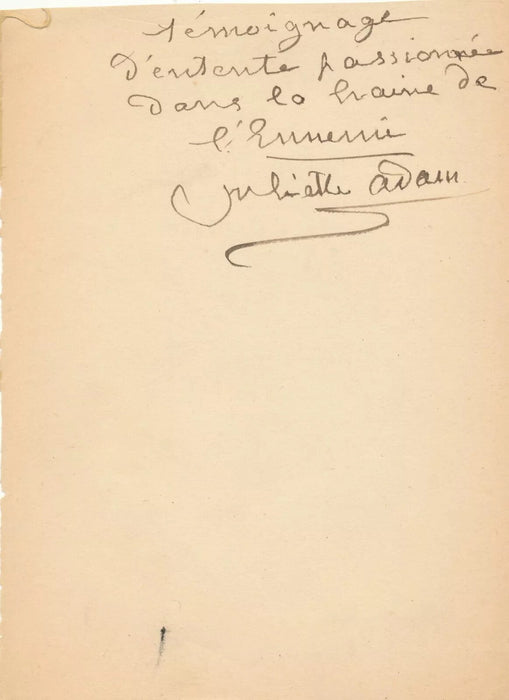 témoignage
D'entente passionnée
Dans la haine de
l'Ennemi
Juliette Adam